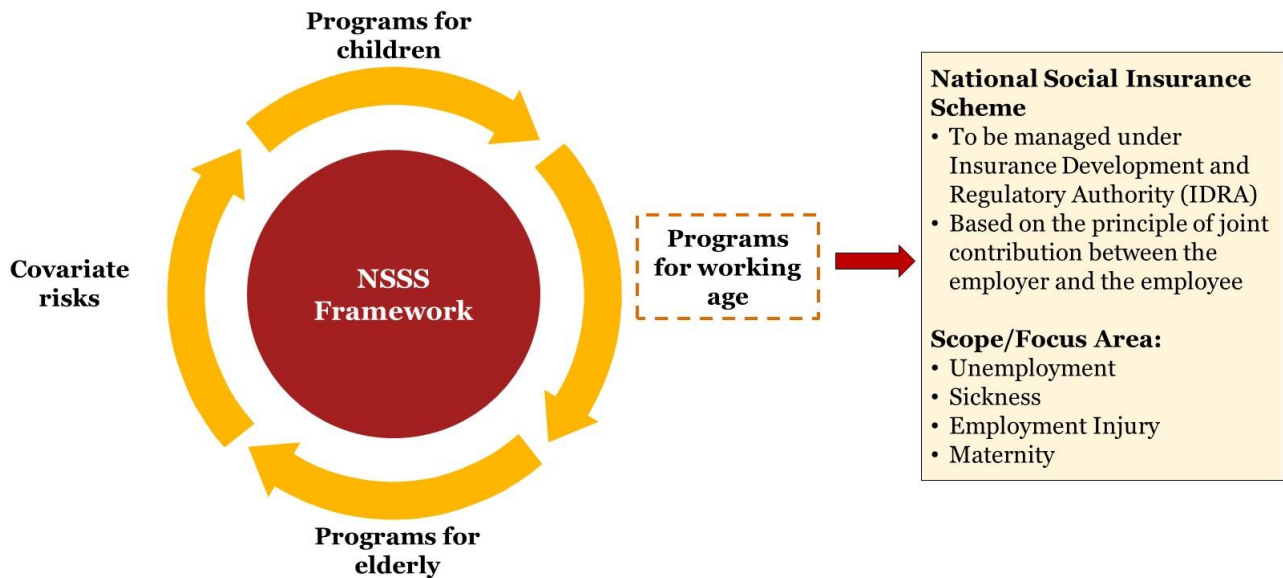 Programs for
children
Covariate
risks
NSSS
Framework
Programs
for working
age
Programs for
elderly
National Social Insurance
Scheme
• To be managed under
Insurance Development and
Regulatory Authority (IDRA)
• Based on the principle of joint
contribution between the
employer and the employee
Scope/Focus Area:
• Unemployment
• Sickness
• Employment Injury
• Maternity